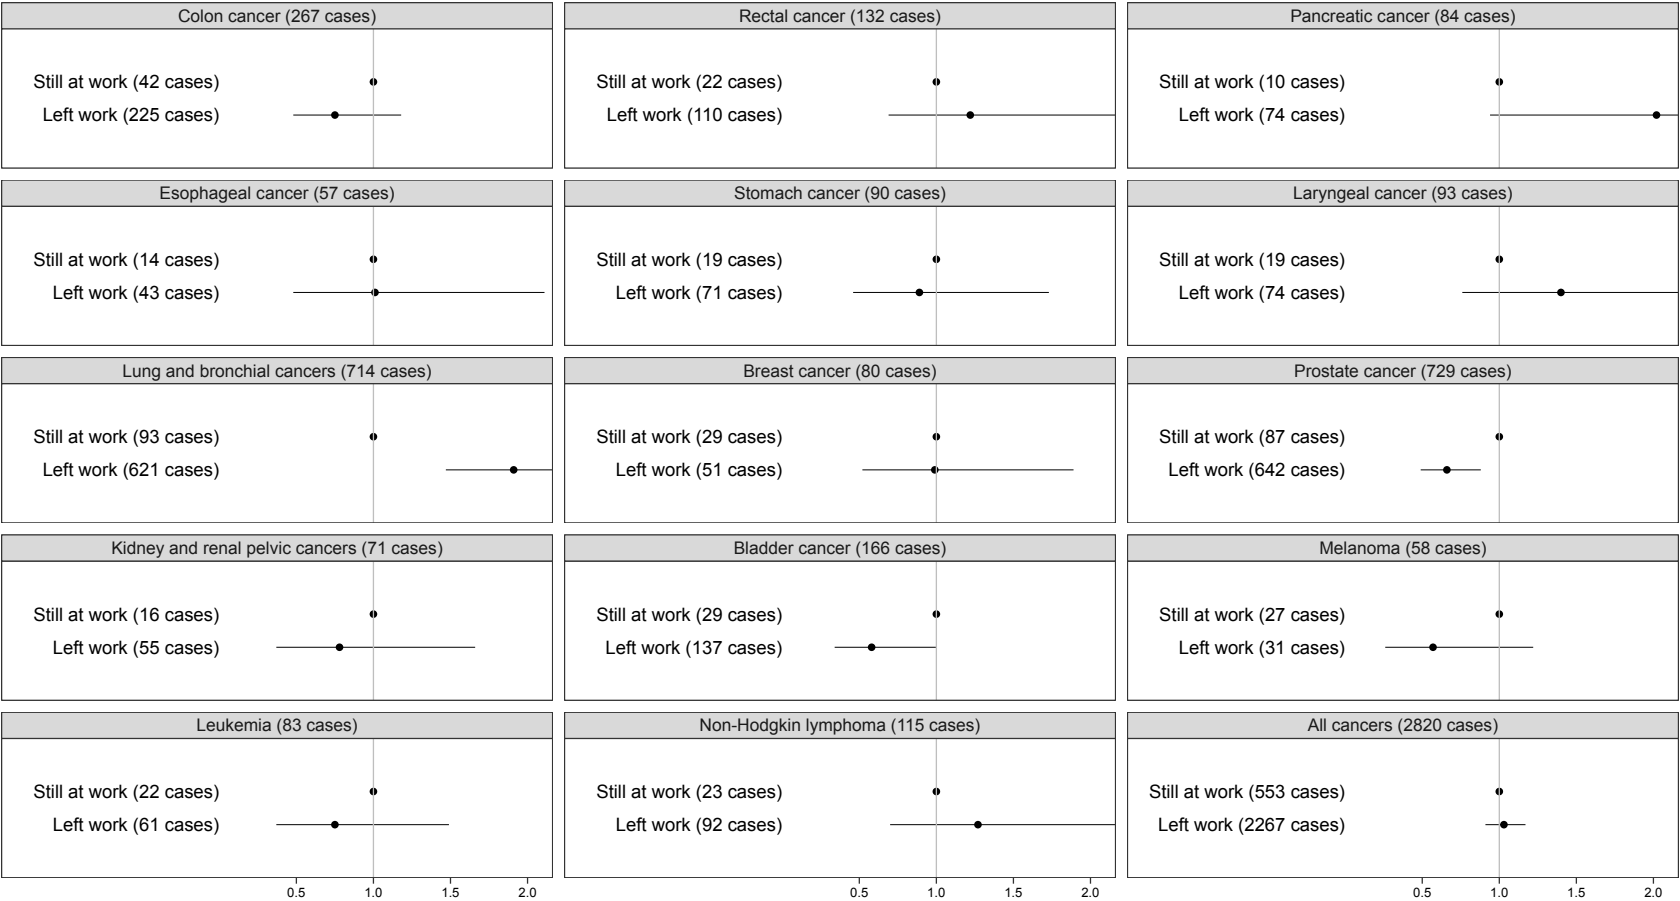 Colon cancer (267 cases)
Still at work (42 cases)
Left work (225 cases)
Rectal cancer (132 cases)
Still at work (22 cases)
Left work (110 cases)
Pancreatic cancer (84 cases)
Still at work (10 cases)
Left work (74 cases)
Esophageal cancer (57 cases)
Still at work (14 cases)
Left work (43 cases)
Stomach cancer (90 cases)
Still at work (19 cases)
Left work (71 cases)
Laryngeal cancer (93 cases)
Still at work (19 cases)
Left work (74 cases)
Lung and bronchial cancers (714 cases)
Still at work (93 cases)
Left work (621 cases)
Breast cancer (80 cases)
Still at work (29 cases)
Left work (51 cases)
Prostate cancer (729 cases)
Still at work (87 cases)
Left work (642 cases)
Kidney and renal pelvic cancers (71 cases)
Still at work (16 cases)
Left work (55 cases)
Bladder cancer (166 cases)
Still at work (29 cases)
Left work (137 cases)
Melanoma (58 cases)
Still at work (27 cases)
Left work (31 cases)
Leukemia (83 cases)
Still at work (22 cases)
Left work (61 cases)
Non-Hodgkin lymphoma (115 cases)
Still at work (23 cases)
Left work (92 cases)
All cancers (2820 cases)
Still at work (553 cases)
Left work (2267 cases)
0.5 1.0 1.5 2.0
0.5 1.0 1.5 2.0
0.5 1.0 1.5 2.0